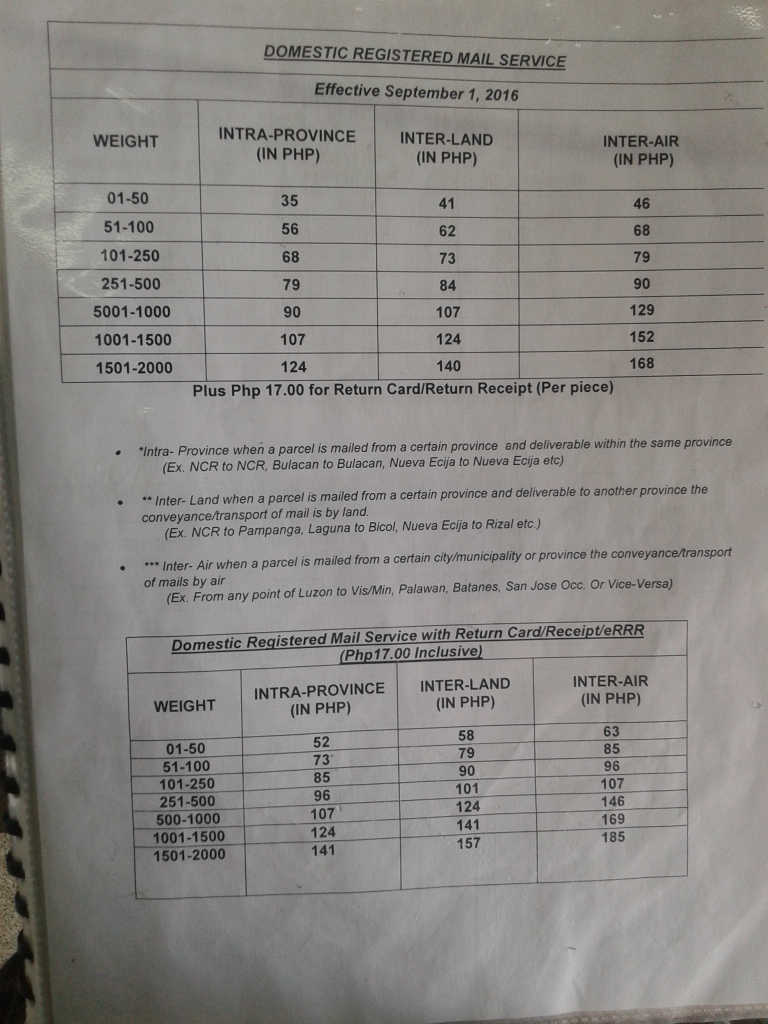 DOMESTIC REGISTERED MAIL SERVICE
Effective September 1, 2016
WEIGHT INTRA-PROVINCE (IN PHP) INTER-LAND (IN PHP) INTER-AIR (IN PHP)
01-50 35 41 46
51-100 56 62 68
101-250 68 73 79
251-500 79 84 90
5001-1000 90 107 129
1001-1500 107 124 152
1501-2000 124 140 168
Plus Php 17.00 for Return Card/Return Receipt (Per piece)
• *Intra- Province when a parcel is mailed from a certain province and deliverable within the same province
(Ex. NCR to NCR, Bulacan to Bulacan, Nueva Ecija to Nueva Ecija etc)
• ** Inter- Land when a parcel is mailed from a certain province and deliverable to another province the
conveyance/transport of mail is by land.
(Ex. NCR to Pampanga, Laguna to Bicol, Nueva Ecija to Rizal etc.)
• *** Inter- Air when a parcel is mailed from a certain city/municipality or province the conveyance/transport
of mails by air
(Ex. From any point of Luzon to Vis/Min, Palawan, Batanes, San Jose Occ. Or Vice-Versa)
Domestic Registered Mail Service with Return Card/Receipt/eRRR
(Php17.00 Inclusive)
WEIGHT INTRA-PROVINCE (IN PHP) INTER-LAND (IN PHP) INTER-AIR (IN PHP)
01-50 52 58 63
51-100 73 79 85
101-250 85 90 96
251-500 96 101 107
500-1000 107 124 146
1001-1500 124 141 169
1501-2000 141 157 185